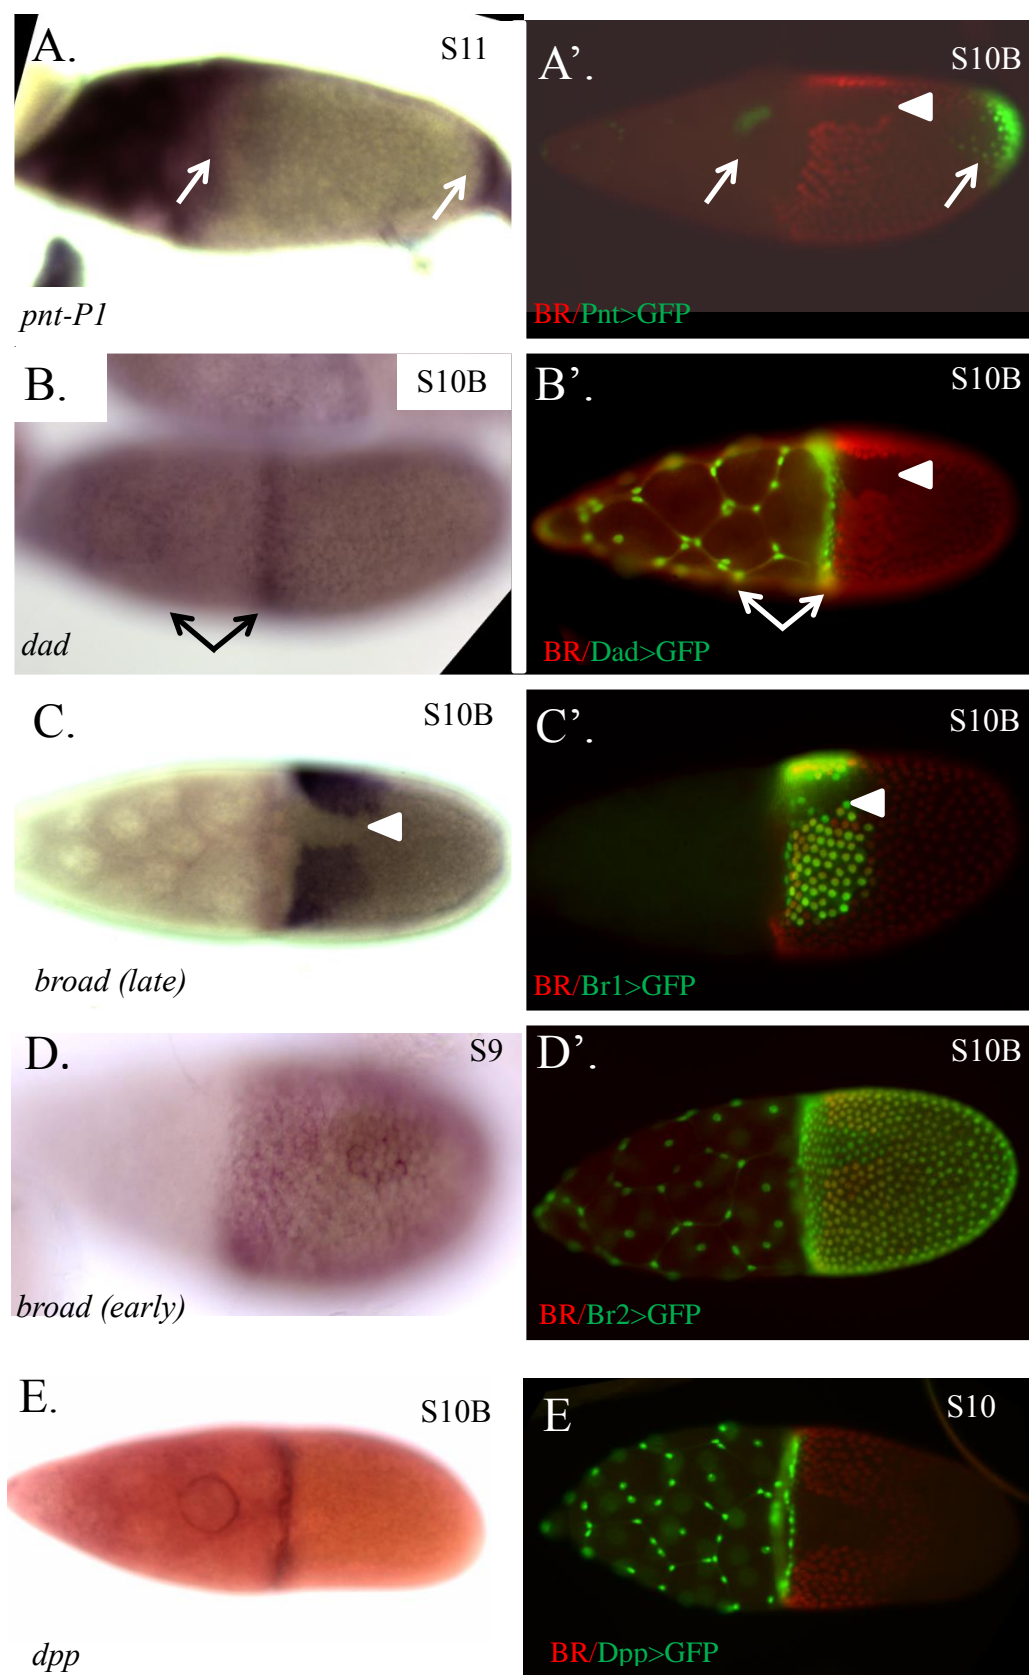 A.
S11
pnt-P1
A’.
S10B
BR/Pnt>GFP
B.
S10B
dad
B’.
S10B
BR/Dad>GFP
C.
S10B
broad (late)
C’.
S10B
BR/Br1>GFP
D.
S9
broad (early)
D’.
S10B
BR/Br2>GFP
E.
S10B
dpp
E
S10
BR/Dpp>GFP